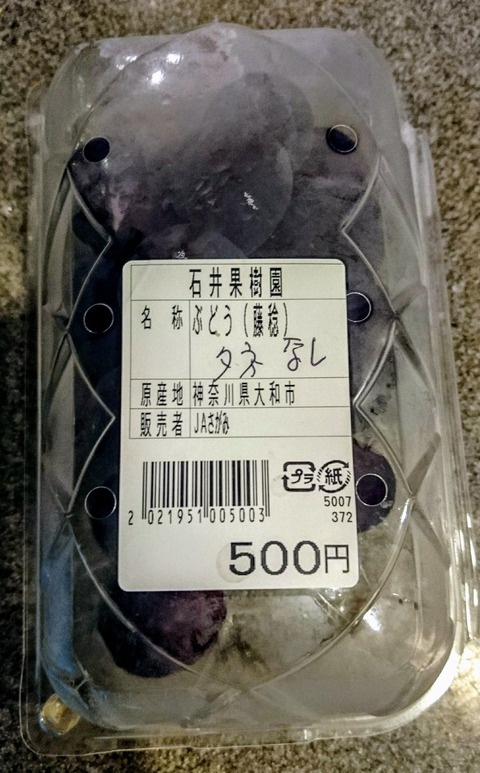 石井果樹園
名称 ぶどう(藤稔)
タネなし
原産地 神奈川県大和市
販売者 JAさがみ
プラ 紙
5007
2 021951 005003
372
500円